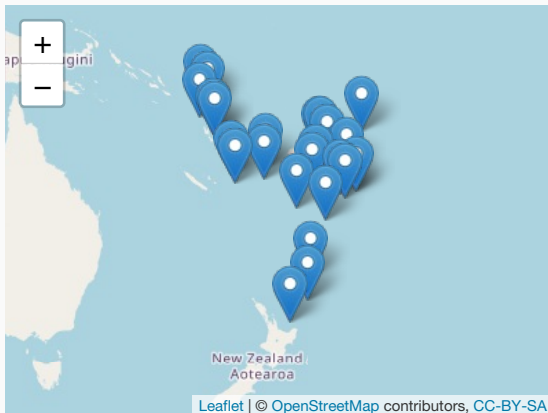 +
−
New Zealand
Aotearoa
Leaflet | © OpenStreetMap contributors, CC-BY-SA